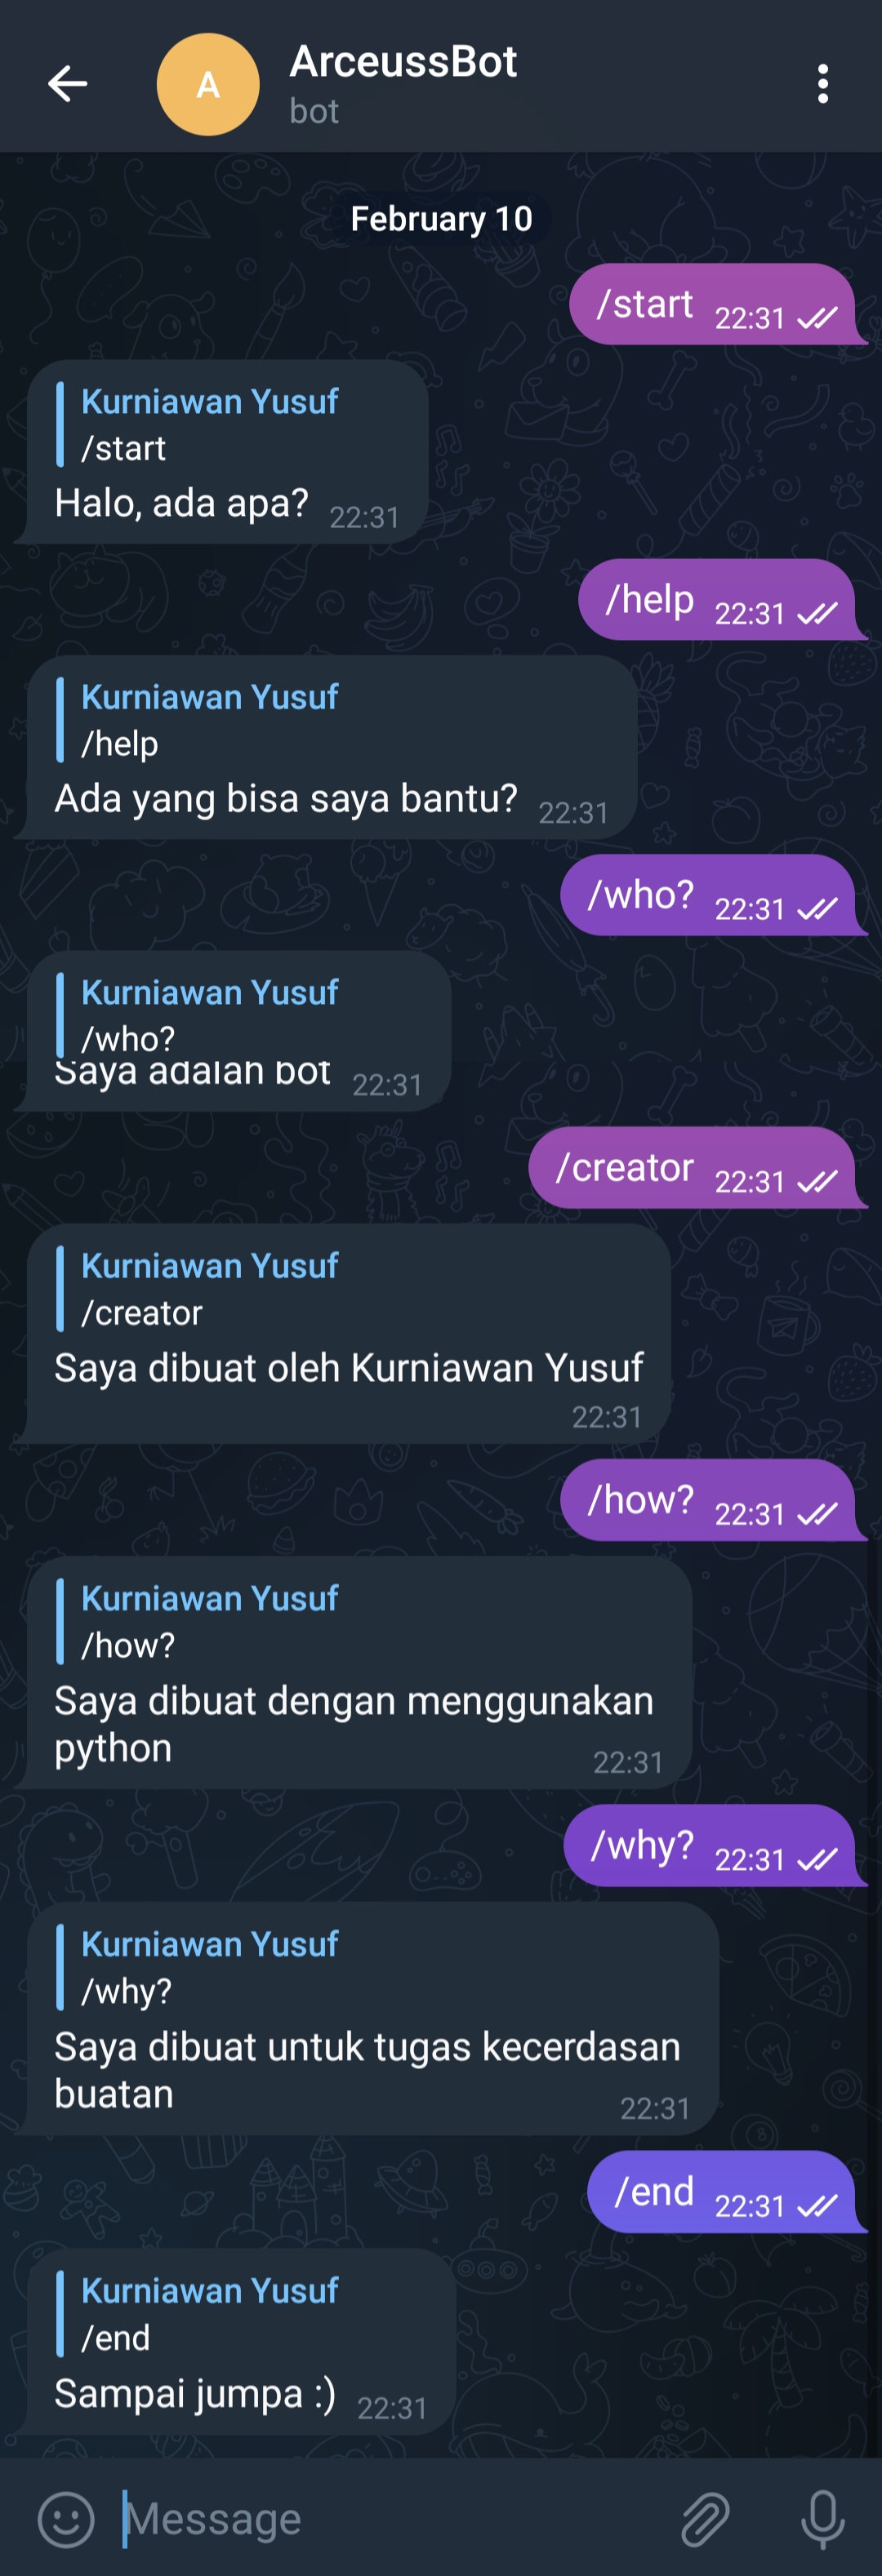 A
ArceussBot
bot
February 10
/start 22:31
Kurniawan Yusuf
/start
Halo, ada apa? 22:31
/help 22:31
Kurniawan Yusuf
/help
Ada yang bisa saya bantu? 22:31
/who? 22:31
Kurniawan Yusuf
/who?
Saya adalah bot 22:31
/creator 22:31
Kurniawan Yusuf
/creator
Saya dibuat oleh Kurniawan Yusuf
22:31
/how? 22:31
Kurniawan Yusuf
/how?
Saya dibuat dengan menggunakan
python 22:31
/why? 22:31
Kurniawan Yusuf
/why?
Saya dibuat untuk tugas kecerdasan
buatan 22:31
/end 22:31
Kurniawan Yusuf
/end
Sampai jumpa :) 22:31
Message